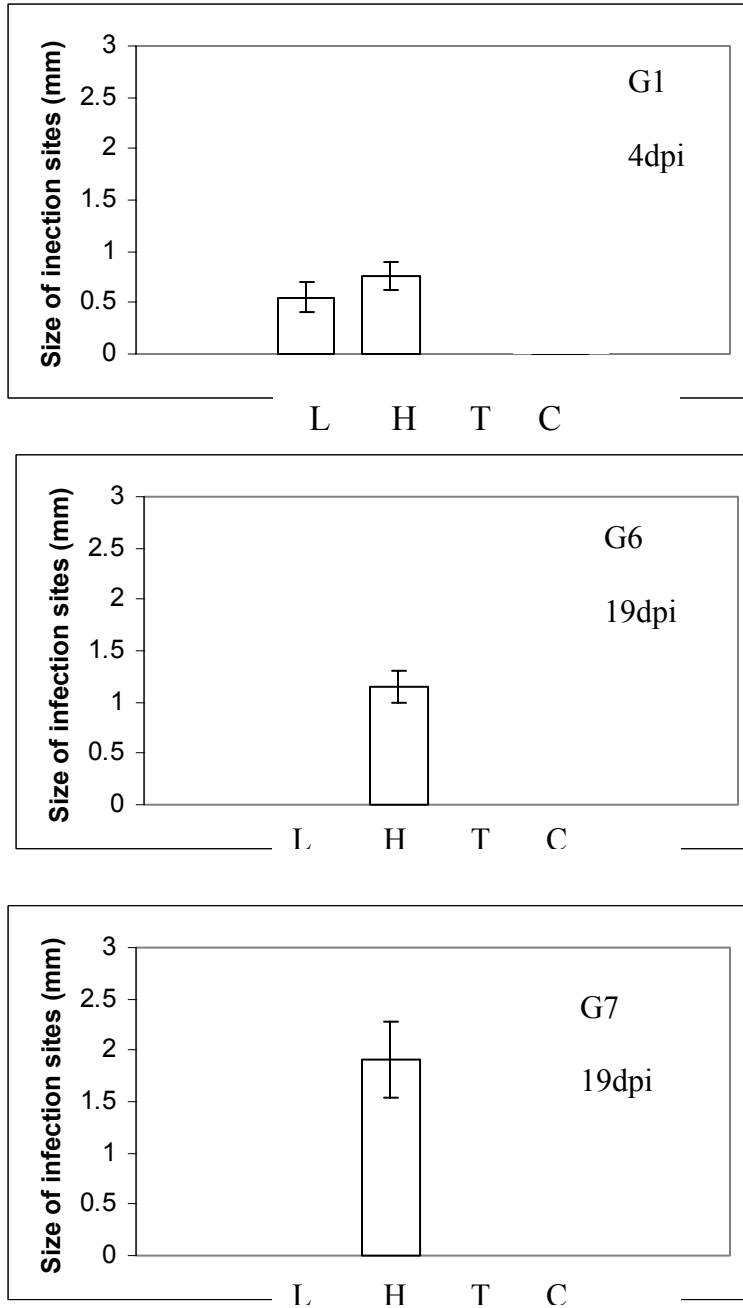 Size of inection sites (mm)
3
2.5
2
1.5
1
0.5
0
G1
4dpi
L H T C
Size of infection sites (mm)
3
2.5
2
1.5
1
0.5
0
G6
19dpi
L H T C
Size of infection sites (mm)
3
2.5
2
1.5
1
0.5
0
G7
19dpi
L H T C